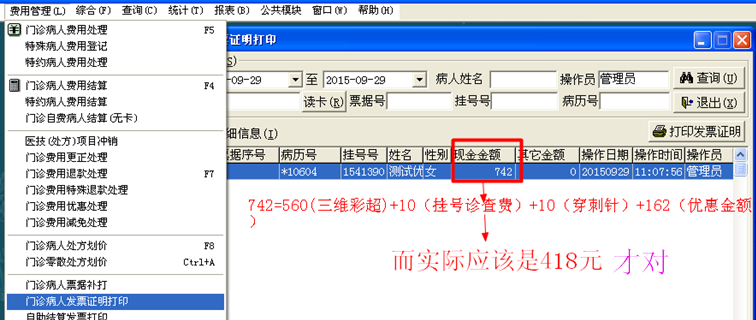 费用管理(L) 综合(F) 查询(C) 统计(T) 报表(B) 公共模块 窗口(W) 帮助(H)
门诊病人费用处理 F5
特殊病人费用登记
特约病人费用处理
门诊病人费用结算 F4
特约病人费用结算
门诊自费病人结算(无卡)
医技(处方)项目冲销
门诊费用更正处理
门诊费用退款处理 F7
门诊费用特殊退款处理
门诊费用优惠处理
门诊费用减免处理
门诊病人处方划价 F8
门诊零散处方划价 Ctrl+A
门诊病人票据补打
门诊病人发票证明打印
自助结算发票打印
证明打印
S)
-09-29 至 2015-09-29 病人姓名 操作员 管理员 查询(U)
读卡(R) 票据号 挂号号 病历号 退出(X)
细信息(I) 打印发票证明
据序号 病历号 挂号号 姓名 性别 现金金额 其它金额 操作日期 操作时间 操作员
*10604 1541390 测试优 女 742 0 20150929 11:07:56 管理员
742=560(三维彩超)+10（挂号诊查费）+10（穿刺针）+162（优惠金额
）
而实际应该是418元 才对